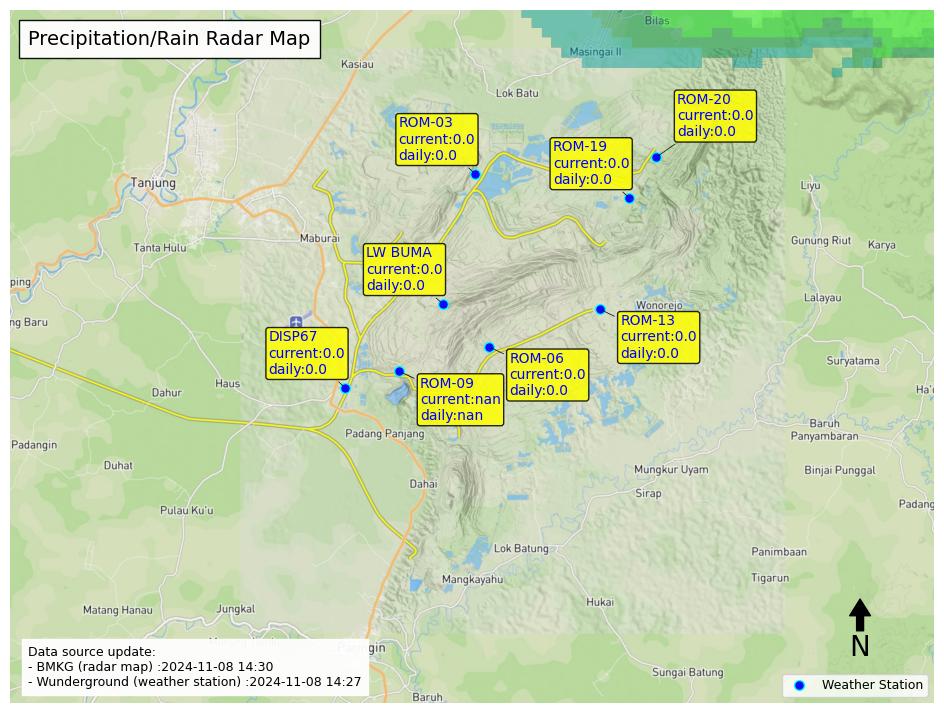 Precipitation/Rain Radar Map
Bilas
Masingai II
Kasiau
Lok Batu
ROM-20
current:0.0
daily:0.0
ROM-03
current:0.0
daily:0.0
ROM-19
current:0.0
daily:0.0
Tanjung
Liyu
Maburai
Tanta Hulu
Gunung Riut
Karya
LW BUMA
current:0.0
daily:0.0
ping
Lalayau
Wonorejo
ng Baru
ROM-13
current:0.0
daily:0.0
DISP67
current:0.0
daily:0.0
ROM-06
current:0.0
daily:0.0
Suryatama
Haus
Dahur
ROM-09
current:nan
daily:nan
Ha'
Baruh
Panyambaran
Padang Panjang
Padangin
Duhat
Mungkur Uyam
Binjai Punggal
Dahai
Sirap
Padang
Pulau Ku'u
Lok Batung
Panimbaan
Mangkayahu
Tigarun
Hukai
Matang Hanau
Jungkal
N
Data source update:
- BMKG (radar map) :2024-11-08 14:30
- Wunderground (weather station) :2024-11-08 14:27
Sungai Batung
Weather Station
Baruh